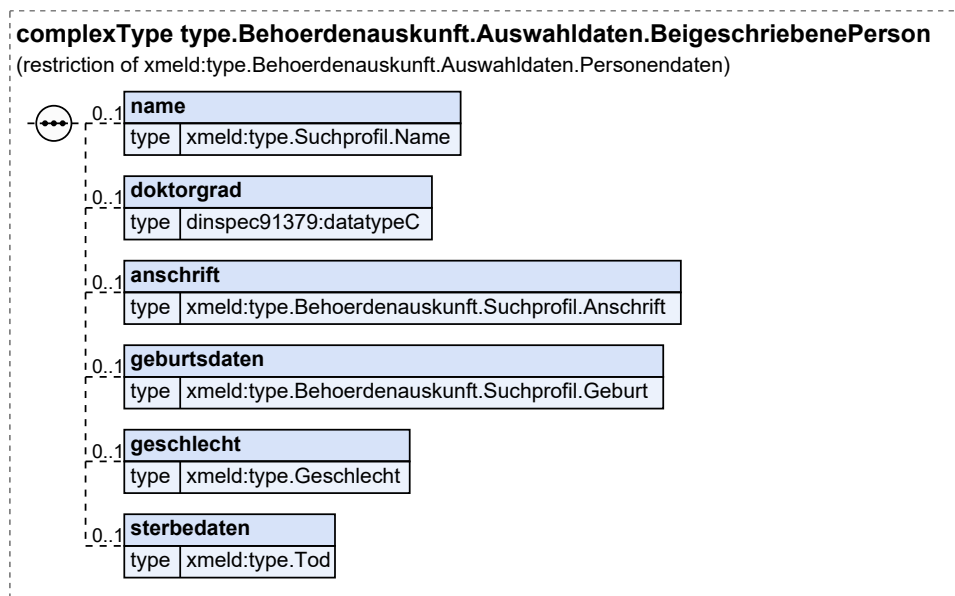 complexType type.Behoerdenauskunft.Auswahldaten.BeigeschriebenePerson
(restriction of xmeld:type.Behoerdenauskunft.Auswahldaten.Personendaten)
0..1 name
type xmeld:type.Suchprofil.Name
0..1 doktorgrad
type dinspec91379:datatypeC
0..1 anschrift
type xmeld:type.Behoerdenauskunft.Suchprofil.Anschrift
0..1 geburtsdaten
type xmeld:type.Behoerdenauskunft.Suchprofil.Geburt
0..1 geschlecht
type xmeld:type.Geschlecht
0..1 sterbedaten
type xmeld:type.Tod